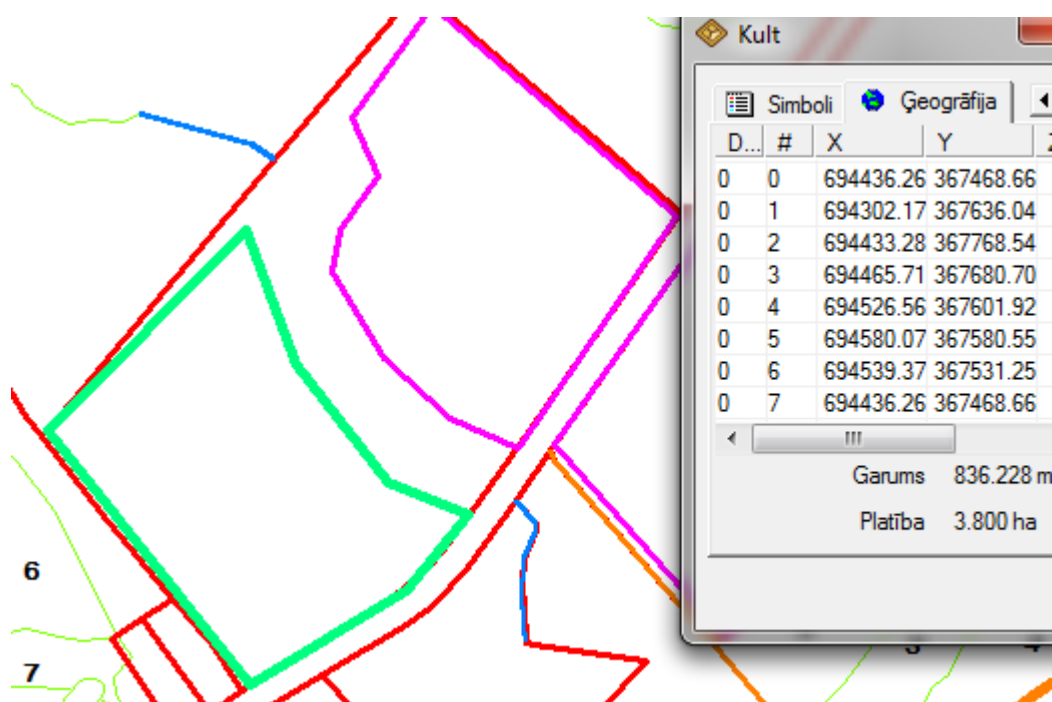 Kult
Simboli Ģeogrāfija
D... # X Y
0 0 694436.26 367468.66
0 1 694302.17 367636.04
0 2 694433.28 367768.54
0 3 694465.71 367680.70
0 4 694526.56 367601.92
0 5 694580.07 367580.55
0 6 694539.37 367531.25
0 7 694436.26 367468.66
Garums 836.228 m
Platība 3.800 ha
6
7